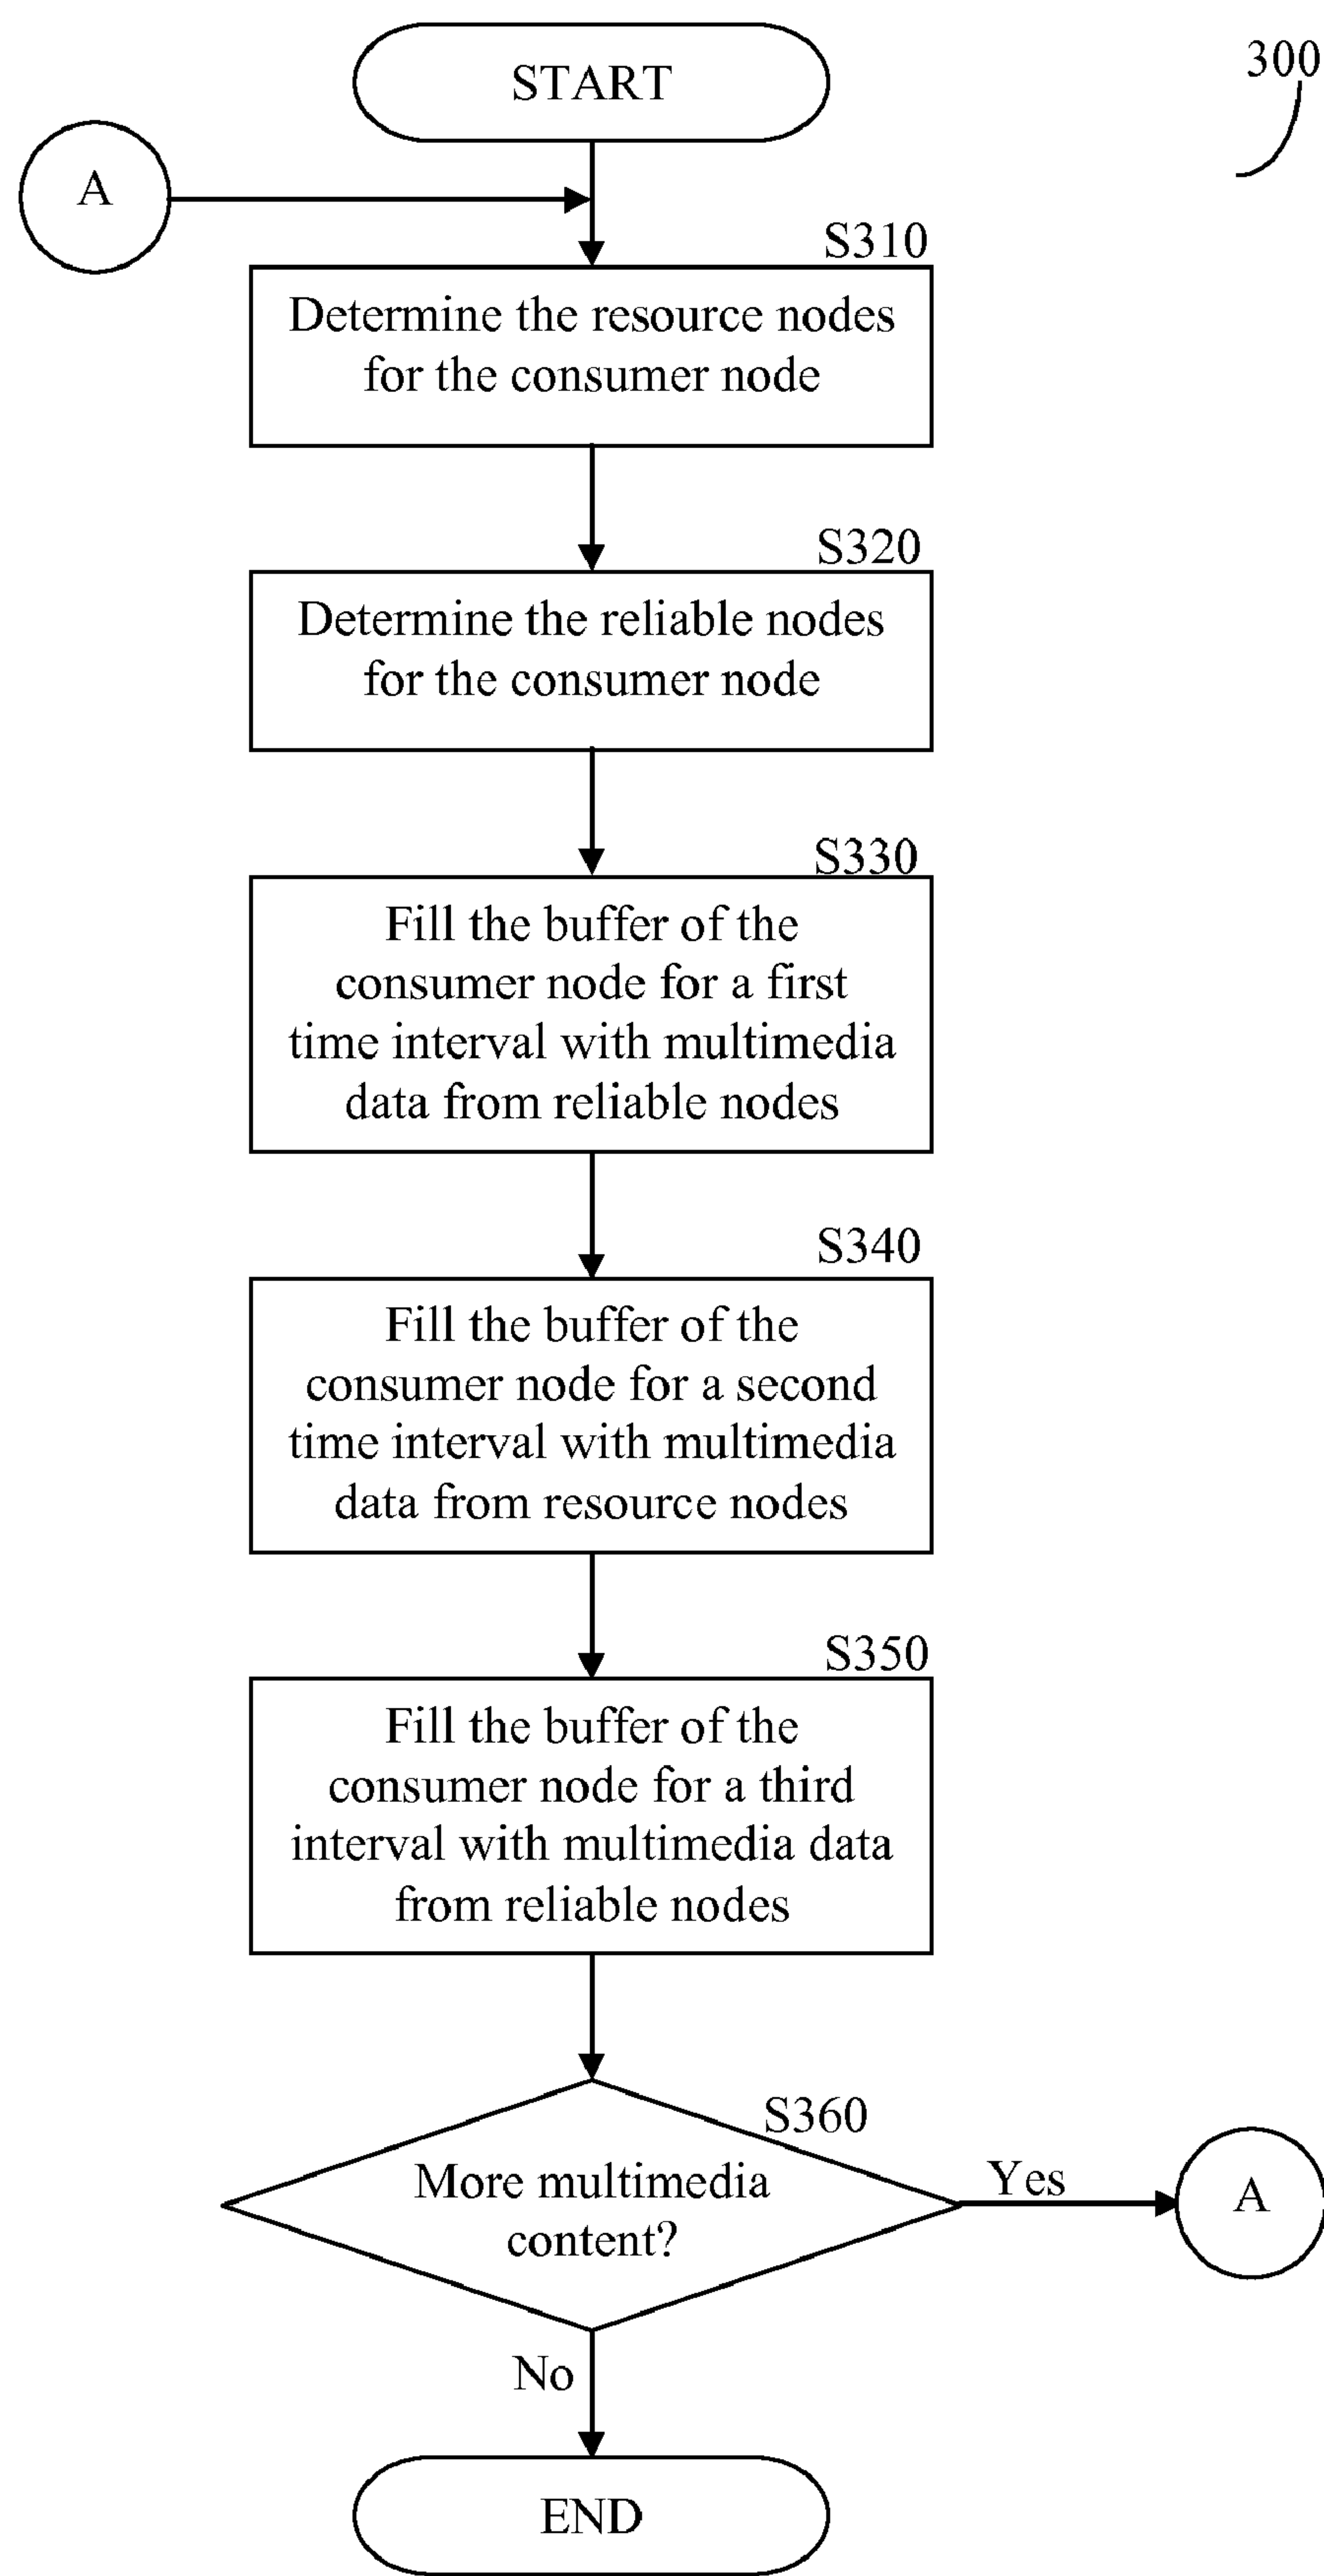 START
300
A
S310
Determine the resource nodes
for the consumer node
S320
Determine the reliable nodes
for the consumer node
S330
Fill the buffer of the
consumer node for a first
time interval with multimedia
data from reliable nodes
S340
Fill the buffer of the
consumer node for a second
time interval with multimedia
data from resource nodes
S350
Fill the buffer of the
consumer node for a third
interval with multimedia data
from reliable nodes
S360
More multimedia
content?
Yes
A
No
END